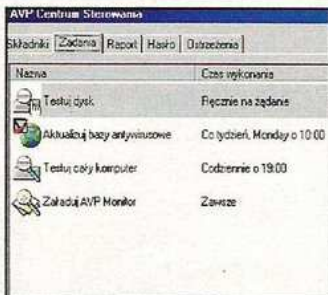 AVP Centrum Sterowania
Składniki Zadania Raport Hasło Ostrzeżenia
Nazwa Czas wykonania
Testuj dysk Ręcznie na żądanie
Aktualizuj bazy antywirusowe Co tydzień, Monday o 10:00
Testuj cały komputer Codziennie o 19:00
Załaduj AVP Monitor Zawsze